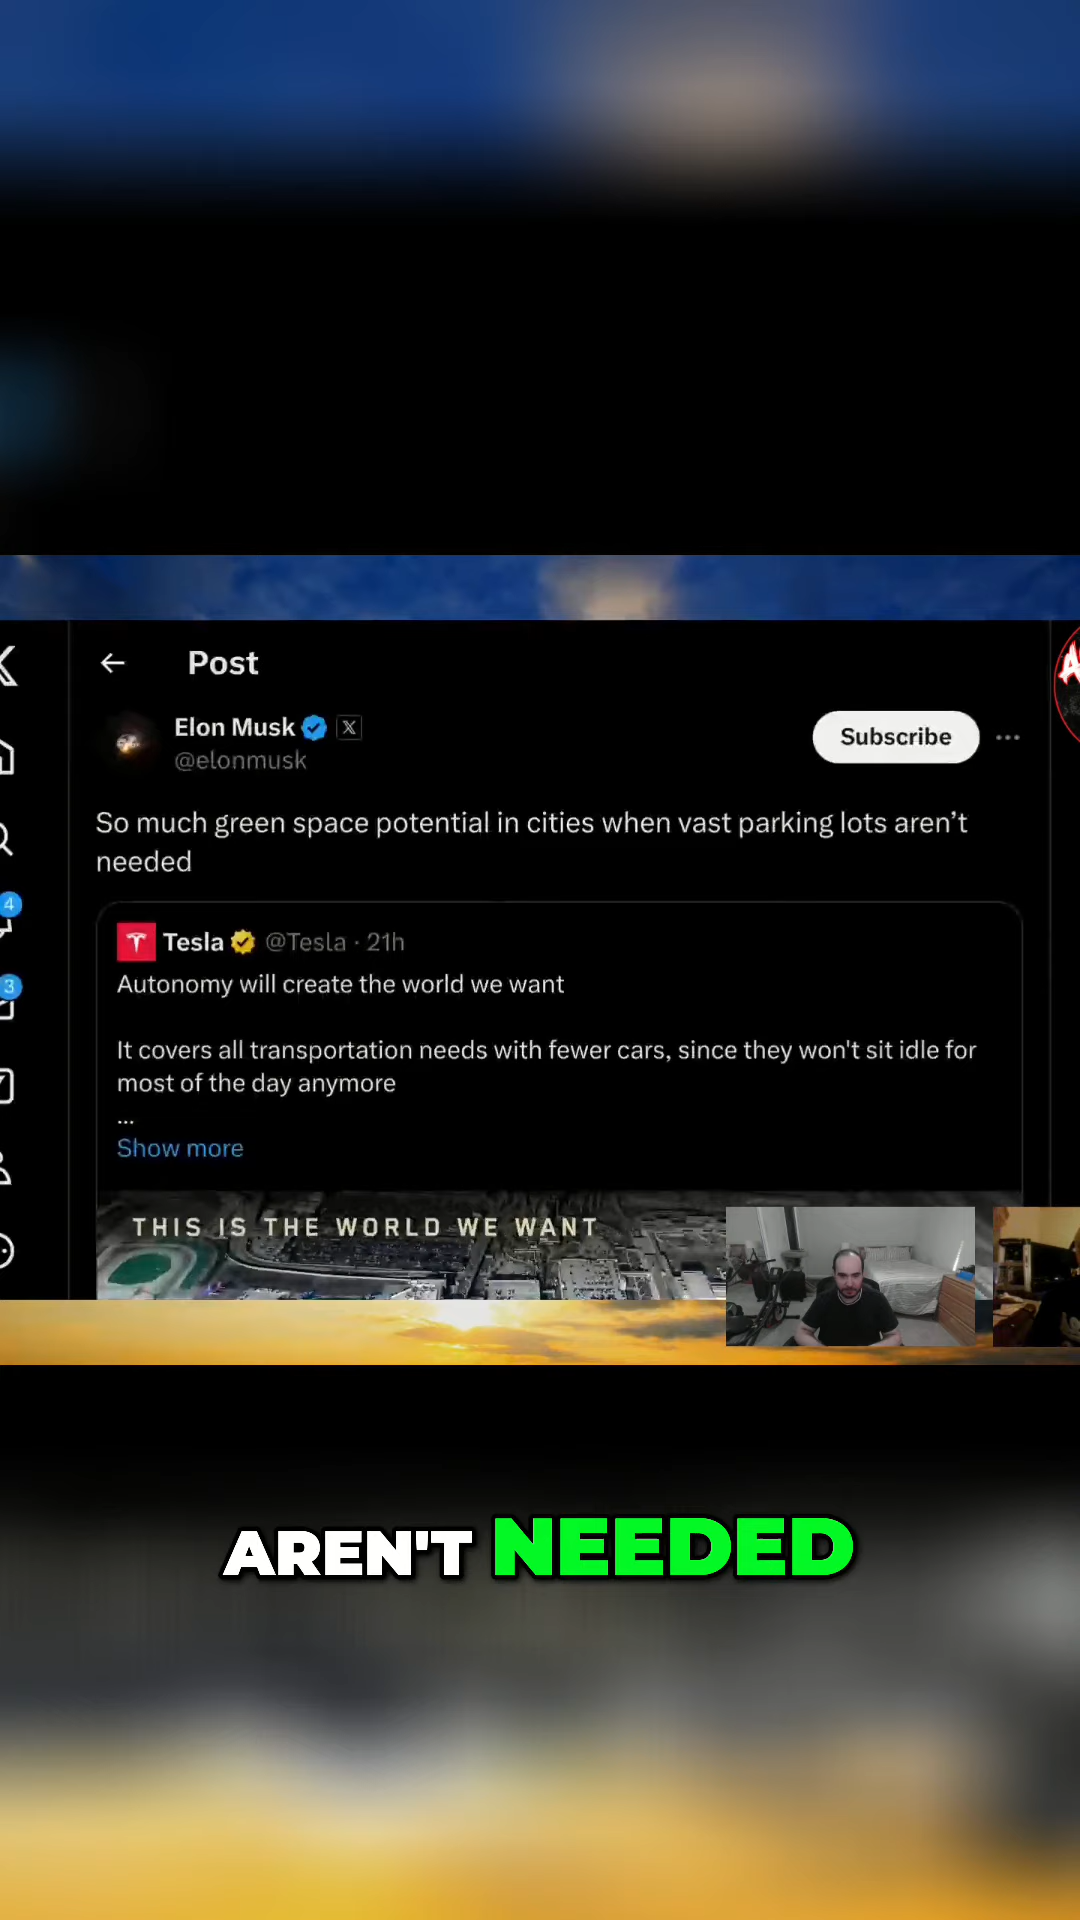 Post
Elon Musk
@elonmusk
Subscribe
So much green space potential in cities when vast parking lots aren’t
needed
4
Tesla @Tesla · 21h
Autonomy will create the world we want
3
It covers all transportation needs with fewer cars, since they won't sit idle for
most of the day anymore
...
Show more
THIS IS THE WORLD WE WANT
AREN'T NEEDED